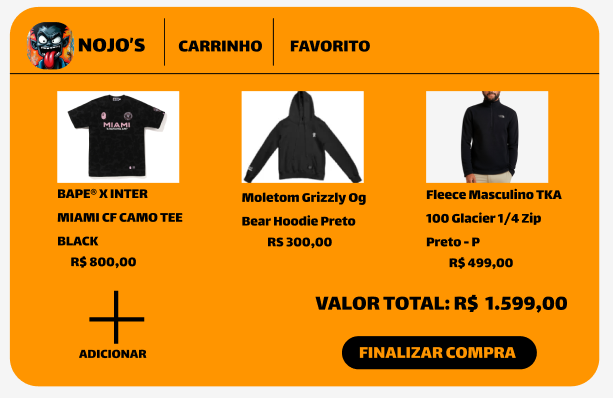 NOJO'S
CARRINHO
FAVORITO
MIAMI
BAPE® X INTER
MIAMI CF CAMO TEE
BLACK
R$ 800,00
Moletom Grizzly Og
Bear Hoodie Preto
RS 300,00
Fleece Masculino TKA
100 Glacier 1/4 Zip
Preto - P
R$ 499,00
ADICIONAR
VALOR TOTAL: R$ 1.599,00
FINALIZAR COMPRA